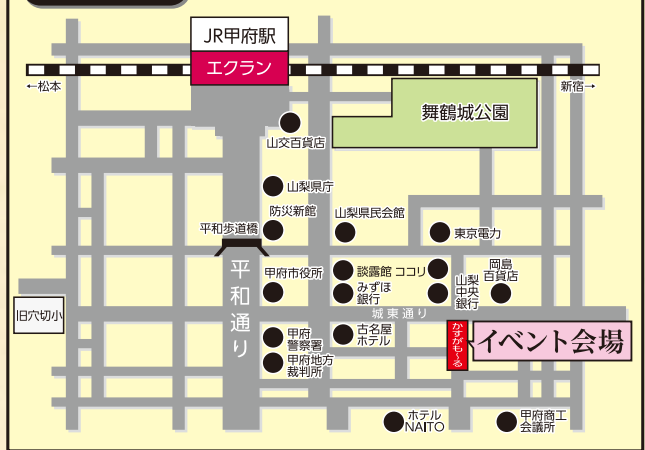 JR甲府駅
エクラン
←松本
新宿→
舞鶴城公園
山交百貨店
山梨県庁
防災新館
山梨県民会館
平和歩道橋
東京電力
平和通り
甲府市役所
談露館
ココリ
岡島
百貨店
みずほ
銀行
山梨
中央
銀行
旧穴切小
城東通り
甲府
警察署
古名屋
ホテル
かすがも〜る
イベント会場
甲府地方
裁判所
ホテル
NAITO
甲府商工
会議所